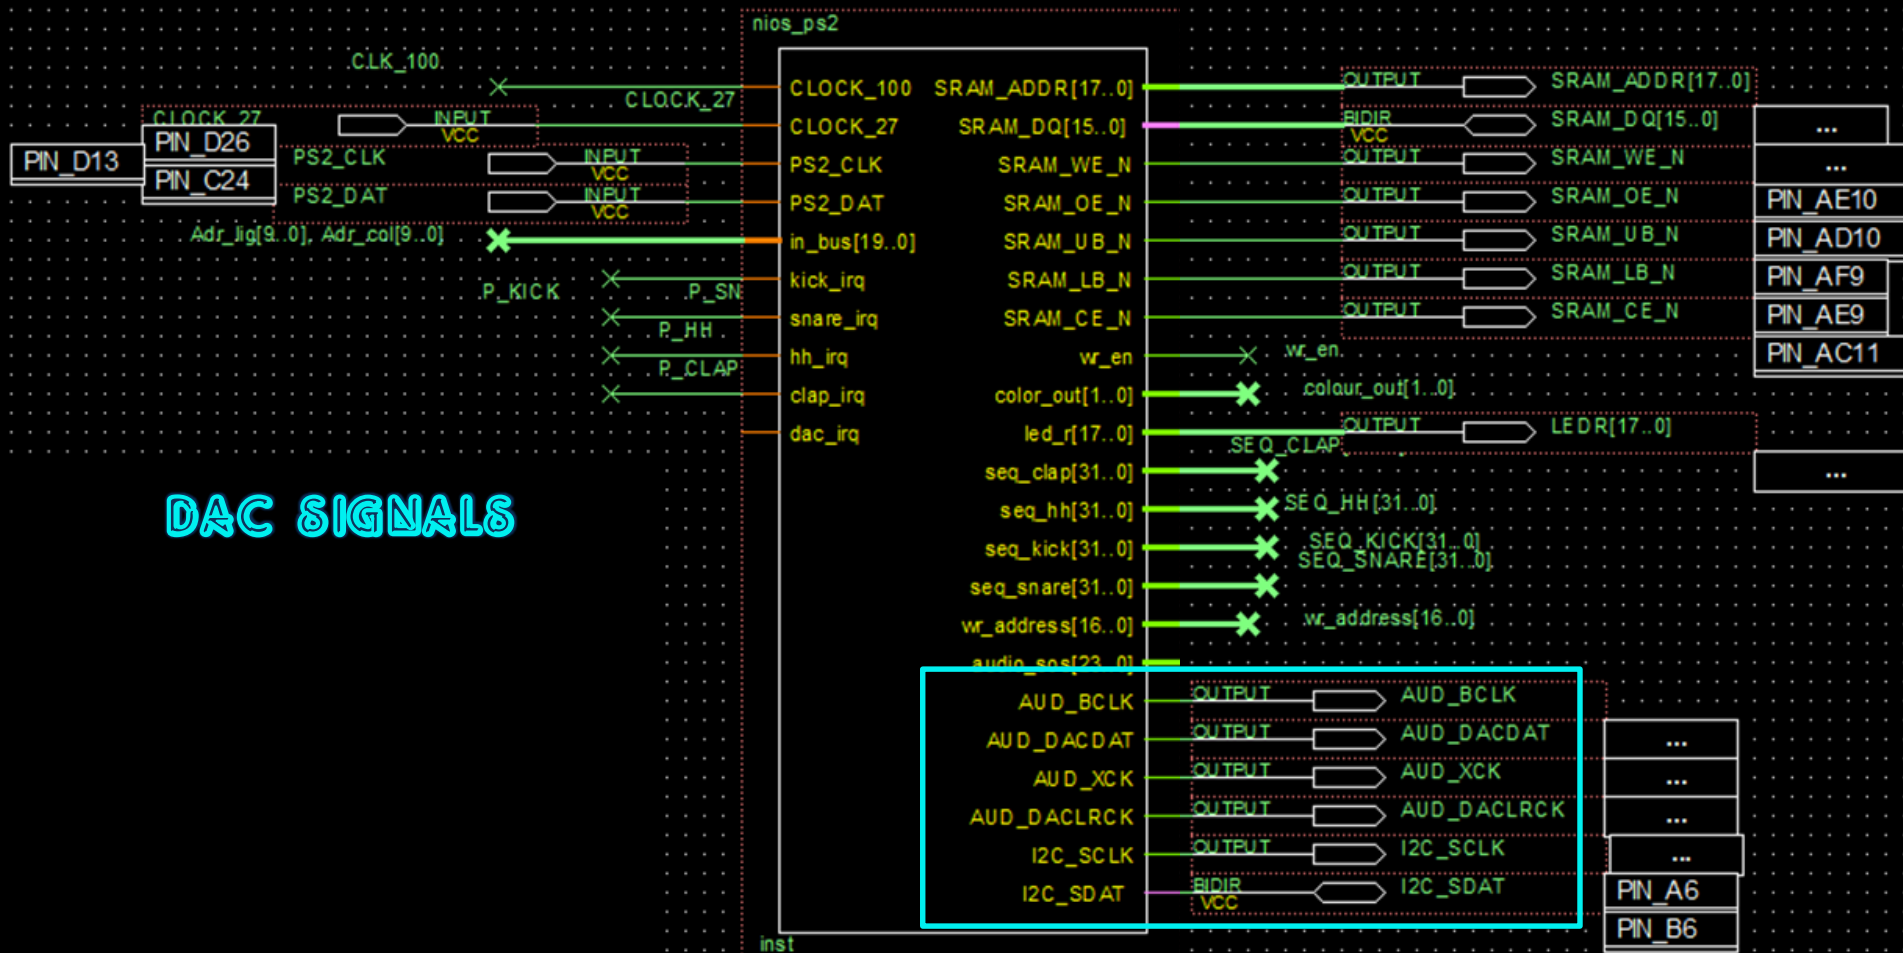 nios_ps2
CLK_100
CLOCK_100
SRAM_ADDR[17..0]
OUTPUT
SRAM_ADDR[17..0]
CLOCK_27
CLOCK_27
INPUT
VCC
CLOCK_27
SRAM_DQ[15..0]
BIDIR
VCC
SRAM_DQ[15..0]
...
PIN_D26
PIN_D13
PS2_CLK
INPUT
VCC
PS2_CLK
SRAM_WE_N
OUTPUT
SRAM_WE_N
...
PIN_C24
PS2_DAT
INPUT
VCC
PS2_DAT
SRAM_OE_N
OUTPUT
SRAM_OE_N
PIN_AE10
Adr_lig[9..0], Adr_col[9..0]
in_bus[19..0]
SRAM_UB_N
OUTPUT
SRAM_UB_N
PIN_AD10
kick_irq
SRAM_LB_N
OUTPUT
SRAM_LB_N
PIN_AF9
P_KICK
P_SN
snare_irq
SRAM_CE_N
OUTPUT
SRAM_CE_N
PIN_AE9
P_HH
hh_irq
wr_en
wr_en
PIN_AC11
P_CLAP
clap_irq
color_out[1..0]
colour_out[1..0]
dac_irq
led_r[17..0]
OUTPUT
LEDR[17..0]
SEQ_CLAP
seq_clap[31..0]
...
seq_hh[31..0]
SEQ_HH[31..0]
DAC SIGNALS
seq_kick[31..0]
SEQ_KICK[31..0]
SEQ_SNARE[31..0]
seq_snare[31..0]
wr_address[16..0]
wr_address[16..0]
audio_sos[23..0]
AUD_BCLK
OUTPUT
AUD_BCLK
AUD_DACDAT
OUTPUT
AUD_DACDAT
...
AUD_XCK
OUTPUT
AUD_XCK
...
AUD_DACLRCK
OUTPUT
AUD_DACLRCK
...
I2C_SCLK
OUTPUT
I2C_SCLK
...
I2C_SDAT
BIDIR
VCC
I2C_SDAT
PIN_A6
PIN_B6
inst